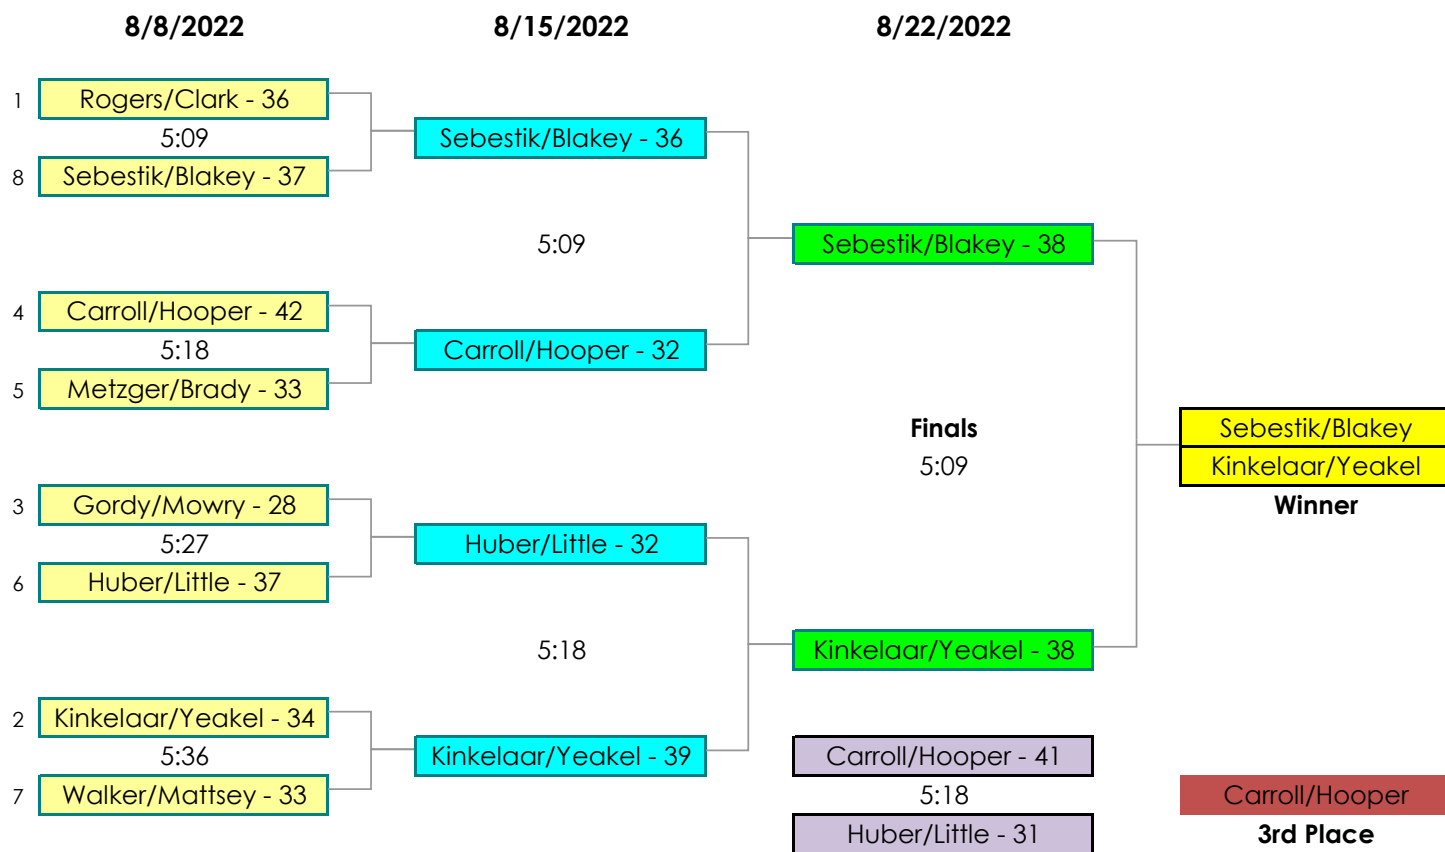 8/8/2022
8/15/2022
8/22/2022
1
Rogers/Clark - 36
5:09
8
Sebestik/Blakey - 37
Sebestik/Blakey - 36
5:09
Sebestik/Blakey - 38
4
Carroll/Hooper - 42
5:18
5
Metzger/Brady - 33
Carroll/Hooper - 32
Finals
5:09
Sebestik/Blakey
Kinkelaar/Yeakel
Winner
3
Gordy/Mowry - 28
5:27
6
Huber/Little - 37
Huber/Little - 32
5:18
Kinkelaar/Yeakel - 38
2
Kinkelaar/Yeakel - 34
5:36
7
Walker/Mattsey - 33
Kinkelaar/Yeakel - 39
Carroll/Hooper - 41
5:18
Huber/Little - 31
Carroll/Hooper
3rd Place